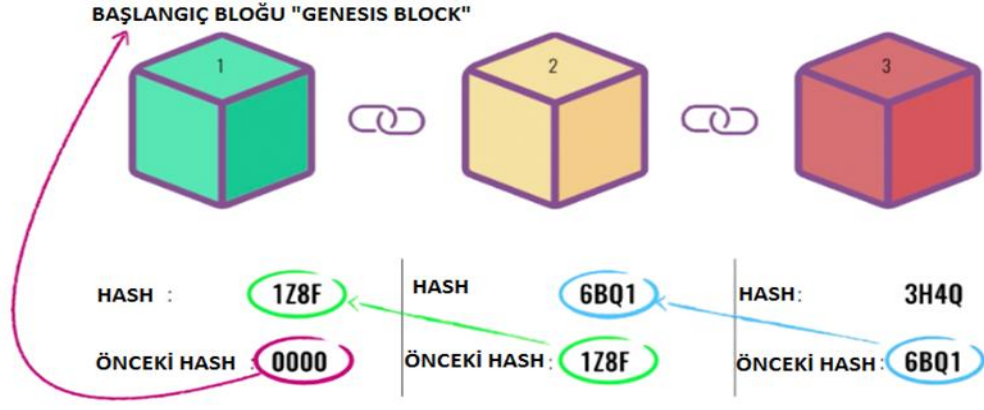 BAŞLANGIÇ BLOĞU "GENESIS BLOCK"
1
2
3
HASH : 1Z8F
ÖNCEKİ HASH : 0000
HASH 6BQ1
ÖNCEKİ HASH : 1Z8F
HASH: 3H4Q
ÖNCEKİ HASH : 6BQ1